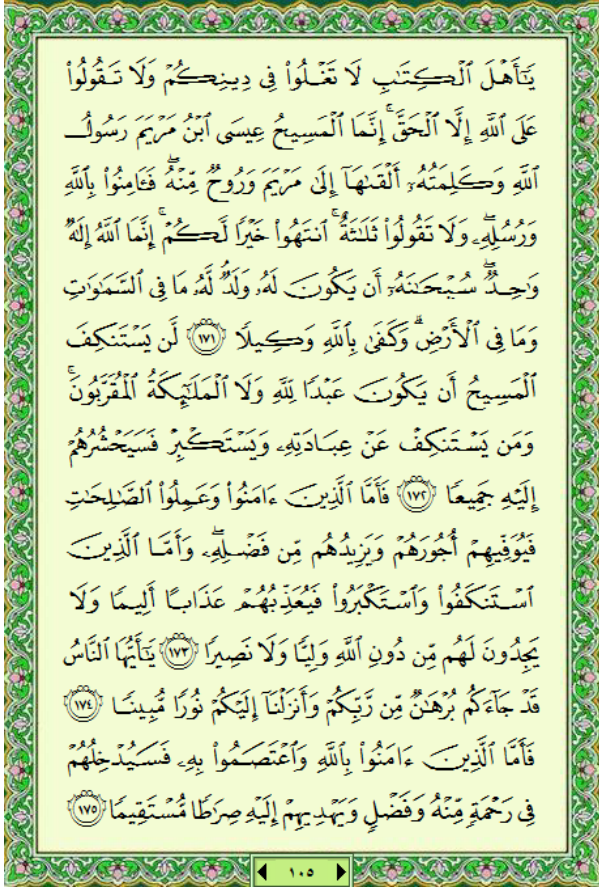 يَٰٓأَهۡلَ ٱلۡكِتَٰبِ لَا تَغۡلُواْ فِي دِينِكُمۡ وَلَا تَقُولُواْ
عَلَى ٱللَّهِ إِلَّا ٱلۡحَقَّۚ إِنَّمَا ٱلۡمَسِيحُ عِيسَى ٱبۡنُ مَرۡيَمَ رَسُولُ
ٱللَّهِ وَكَلِمَتُهُۥٓ أَلۡقَىٰهَآ إِلَىٰ مَرۡيَمَ وَرُوحٞ مِّنۡهُۖ فَـَٔامِنُواْ بِٱللَّهِ
وَرُسُلِهِۦۖ وَلَا تَقُولُواْ ثَلَٰثَةٌۚ ٱنتَهُواْ خَيۡرٗا لَّكُمۡۚ إِنَّمَا ٱللَّهُ إِلَٰهٞ
وَٰحِدٞۖ سُبۡحَٰنَهُۥٓ أَن يَكُونَ لَهُۥ وَلَدٞۘ لَّهُۥ مَا فِي ٱلسَّمَٰوَٰتِ
وَمَا فِي ٱلۡأَرۡضِۗ وَكَفَىٰ بِٱللَّهِ وَكِيلٗا ١٧١ لَّن يَسۡتَنكِفَ
ٱلۡمَسِيحُ أَن يَكُونَ عَبۡدٗا لِّلَّهِ وَلَا ٱلۡمَلَٰٓئِكَةُ ٱلۡمُقَرَّبُونَۚ
وَمَن يَسۡتَنكِفۡ عَنۡ عِبَادَتِهِۦ وَيَسۡتَكۡبِرۡ فَسَيَحۡشُرُهُمۡ
إِلَيۡهِ جَمِيعٗا ١٧٢ فَأَمَّا ٱلَّذِينَ ءَامَنُواْ وَعَمِلُواْ ٱلصَّٰلِحَٰتِ
فَيُوَفِّيهِمۡ أُجُورَهُمۡ وَيَزِيدُهُم مِّن فَضۡلِهِۦۖ وَأَمَّا ٱلَّذِينَ
ٱسۡتَنكَفُواْ وَٱسۡتَكۡبَرُواْ فَيُعَذِّبُهُمۡ عَذَابًا أَلِيمٗا وَلَا
يَجِدُونَ لَهُم مِّن دُونِ ٱللَّهِ وَلِيّٗا وَلَا نَصِيرٗا ١٧٣ يَٰٓأَيُّهَا ٱلنَّاسُ
قَدۡ جَآءَكُم بُرۡهَٰنٞ مِّن رَّبِّكُمۡ وَأَنزَلۡنَآ إِلَيۡكُمۡ نُورٗا مُّبِينٗا ١٧٤
فَأَمَّا ٱلَّذِينَ ءَامَنُواْ بِٱللَّهِ وَٱعۡتَصَمُواْ بِهِۦ فَسَيُدۡخِلُهُمۡ
فِي رَحۡمَةٖ مِّنۡهُ وَفَضۡلٖ وَيَهۡدِيهِمۡ إِلَيۡهِ صِرَٰطٗا مُّسۡتَقِيمٗا ١٧٥
١٠٥